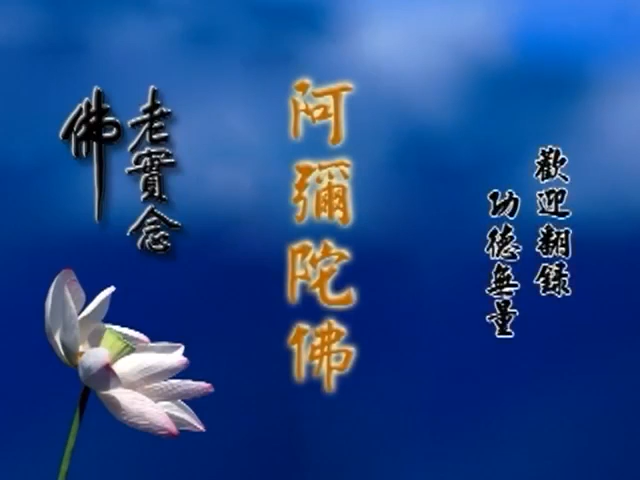 歡迎翻錄
功德無量
阿彌陀佛
老實念
佛